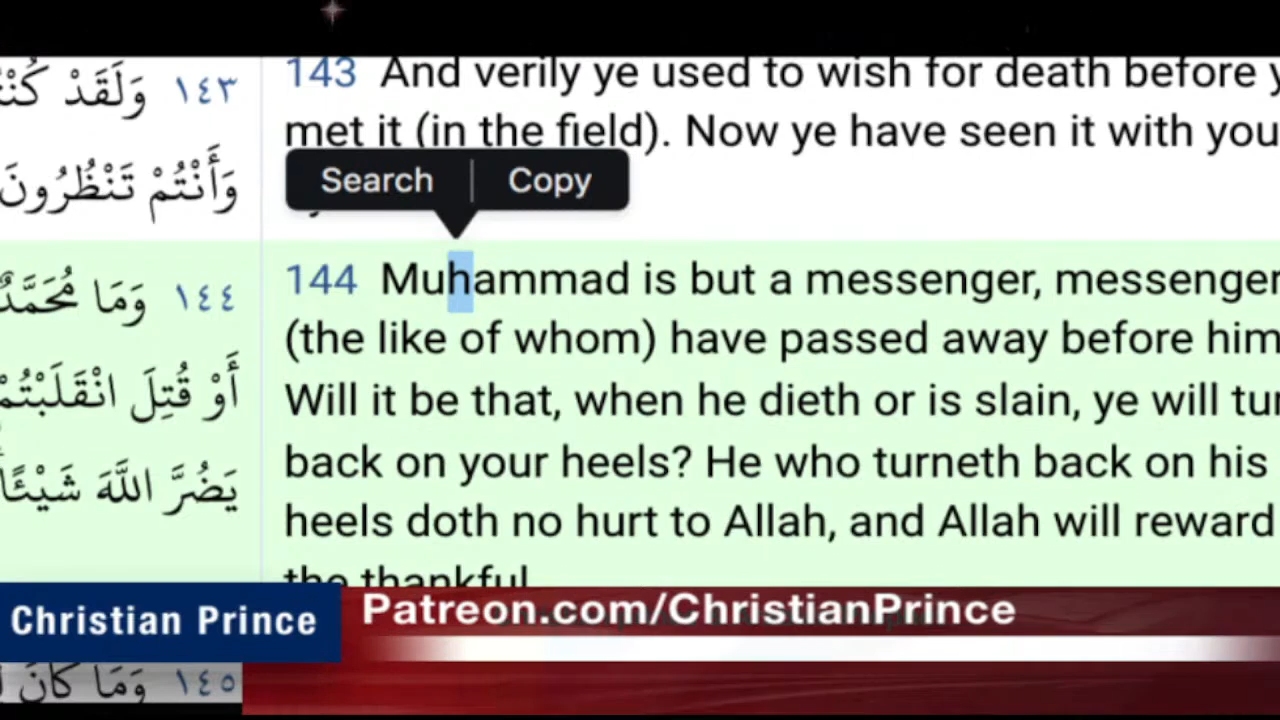 143 And verily ye used to wish for death before y
met it (in the field). Now ye have seen it with you
Search | Copy
144 Muhammad is but a messenger, messenger
(the like of whom) have passed away before him
Will it be that, when he dieth or is slain, ye will tur
back on your heels? He who turneth back on his
heels doth no hurt to Allah, and Allah will reward
the thankful.
١٤٣ وَلَقَدْ كُنْتُ
وَأَنْتُمْ تَنْظُرُونَ
١٤٤ وَمَا مُحَمَّدٌ
أَوْ قُتِلَ انْقَلَبْتُمْ
يَضُرَّ اللَّهَ شَيْئًا
١٤٥ وَمَا كَانَ
Christian Prince
Patreon.com/ChristianPrince